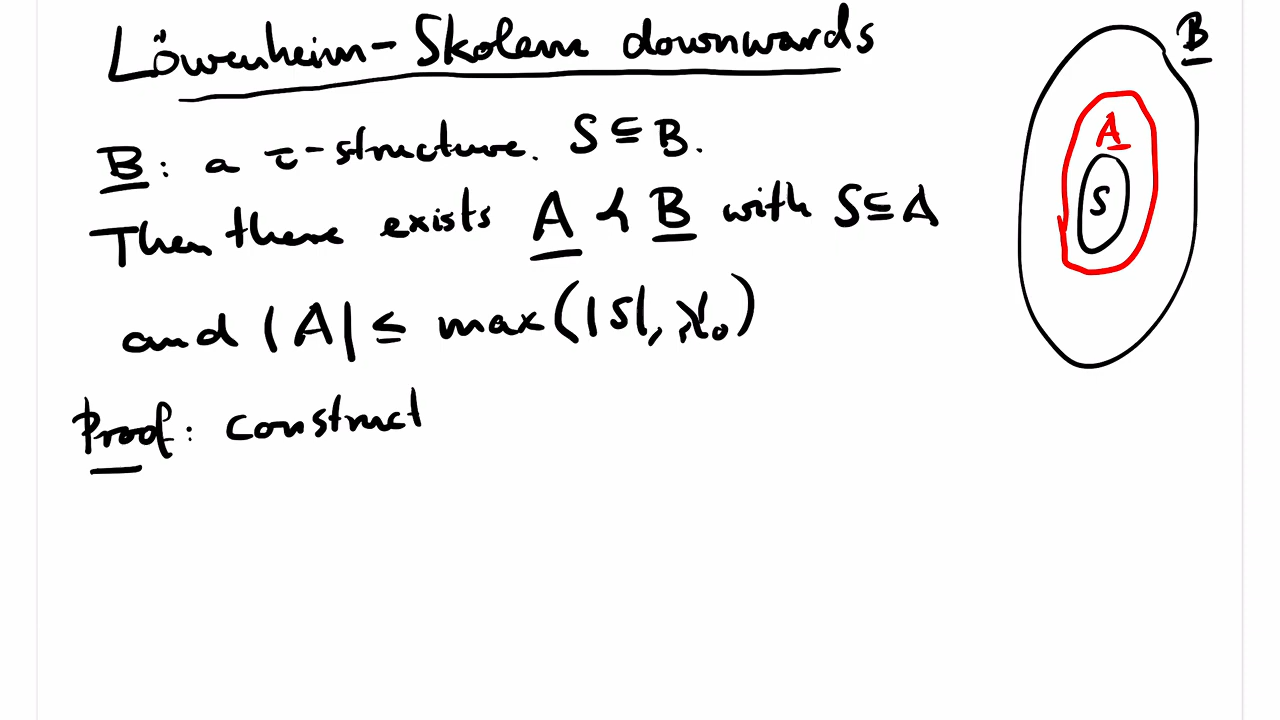 Löwenheim-Skolem downwards
B: a τ-structure. S ⊆ B.
Then there exists A ≺ B with S ⊆ A
and |A| ≤ max(|S|, ℵ₀)
Proof: construct
B
A
S